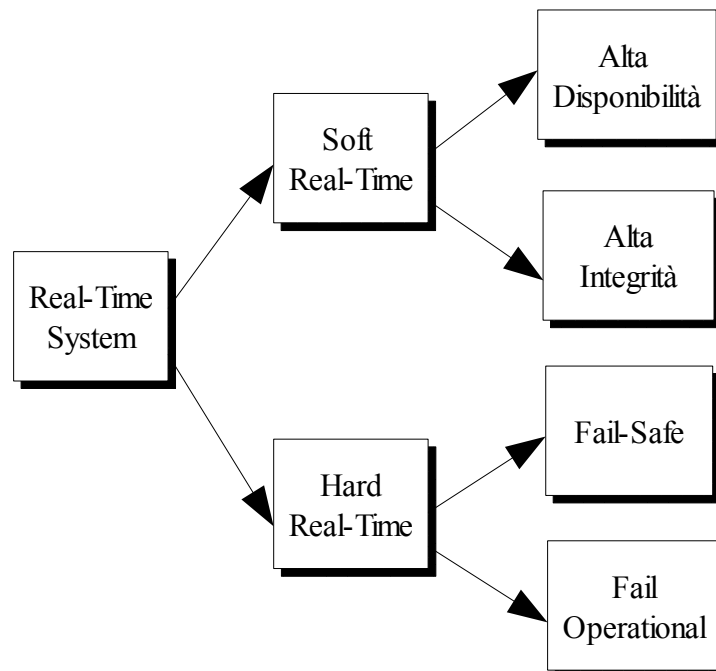 Real-Time
System
Soft
Real-Time
Hard
Real-Time
Alta
Disponibilità
Alta
Integrità
Fail-Safe
Fail
Operational